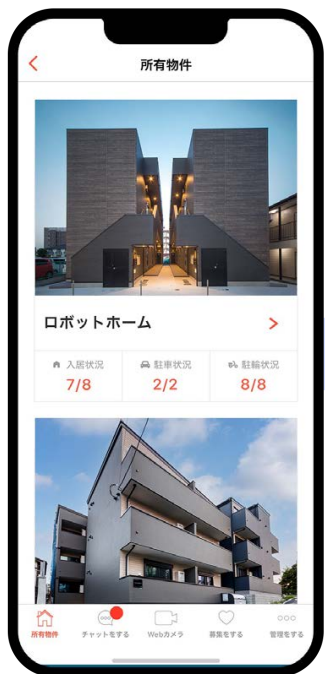 所有物件
ロボットホーム
入居状況
7/8
駐車状況
2/2
駐輪状況
8/8
所有物件
チャットをする
Webカメラ
募集をする
管理をする